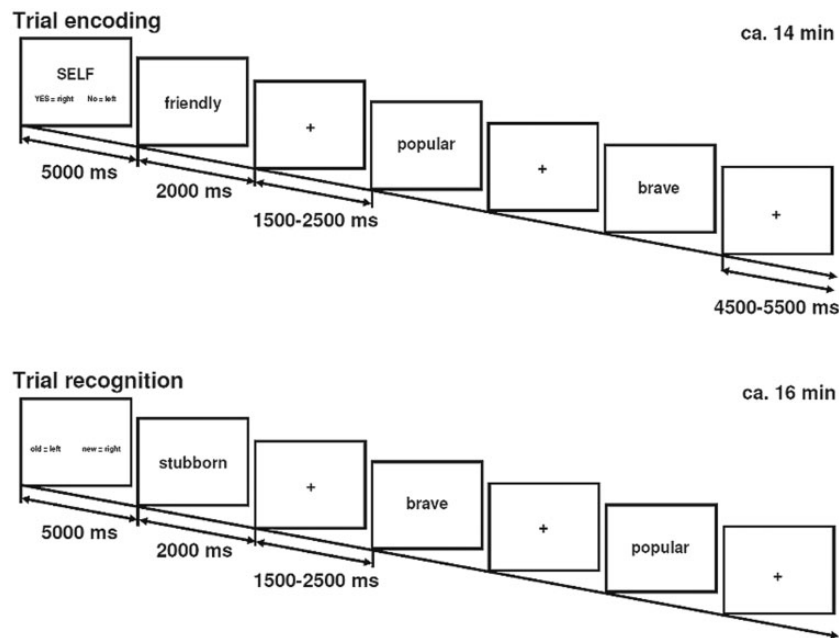 Trial encoding
ca. 14 min
SELF
YES = right No = left
friendly
+
popular
+
brave
+
5000 ms
2000 ms
1500-2500 ms
4500-5500 ms
Trial recognition
ca. 16 min
old = left new = right
stubborn
+
brave
+
popular
+
5000 ms
2000 ms
1500-2500 ms